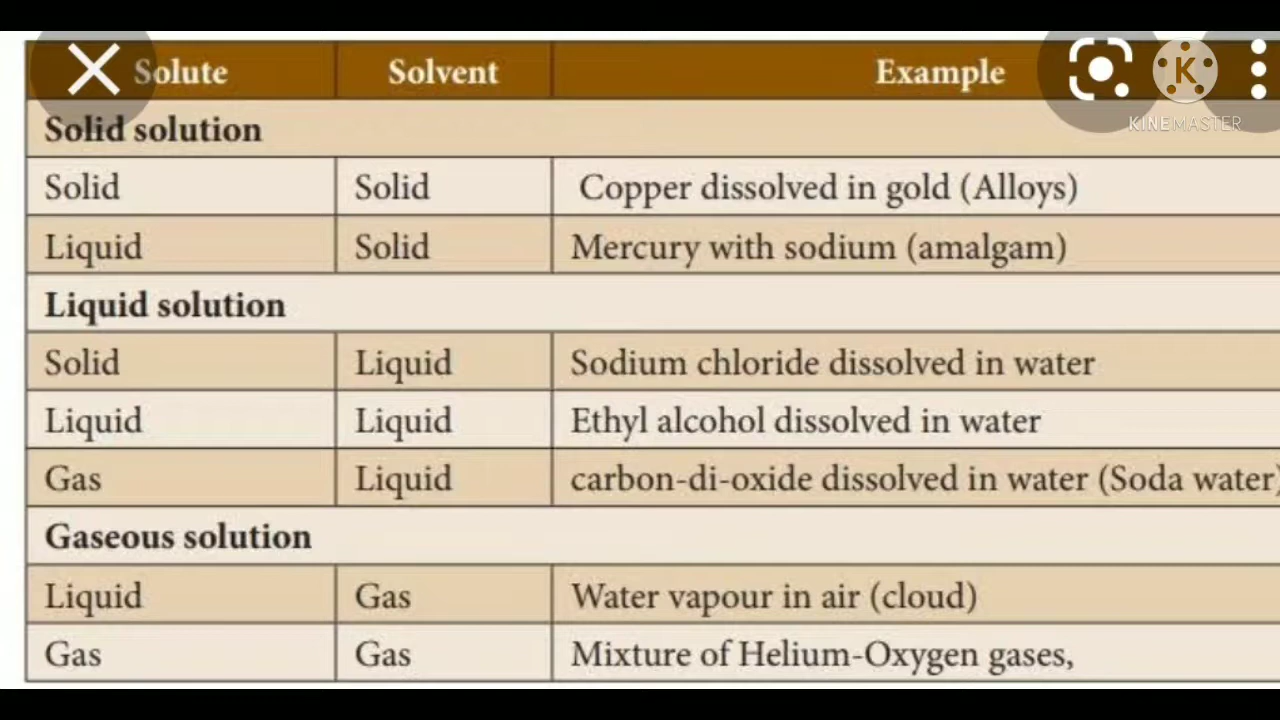 Solute Solvent Example
K
KINEMASTER
Solid solution
Solid Solid Copper dissolved in gold (Alloys)
Liquid Solid Mercury with sodium (amalgam)
Liquid solution
Solid Liquid Sodium chloride dissolved in water
Liquid Liquid Ethyl alcohol dissolved in water
Gas Liquid carbon-di-oxide dissolved in water (Soda water)
Gaseous solution
Liquid Gas Water vapour in air (cloud)
Gas Gas Mixture of Helium-Oxygen gases,